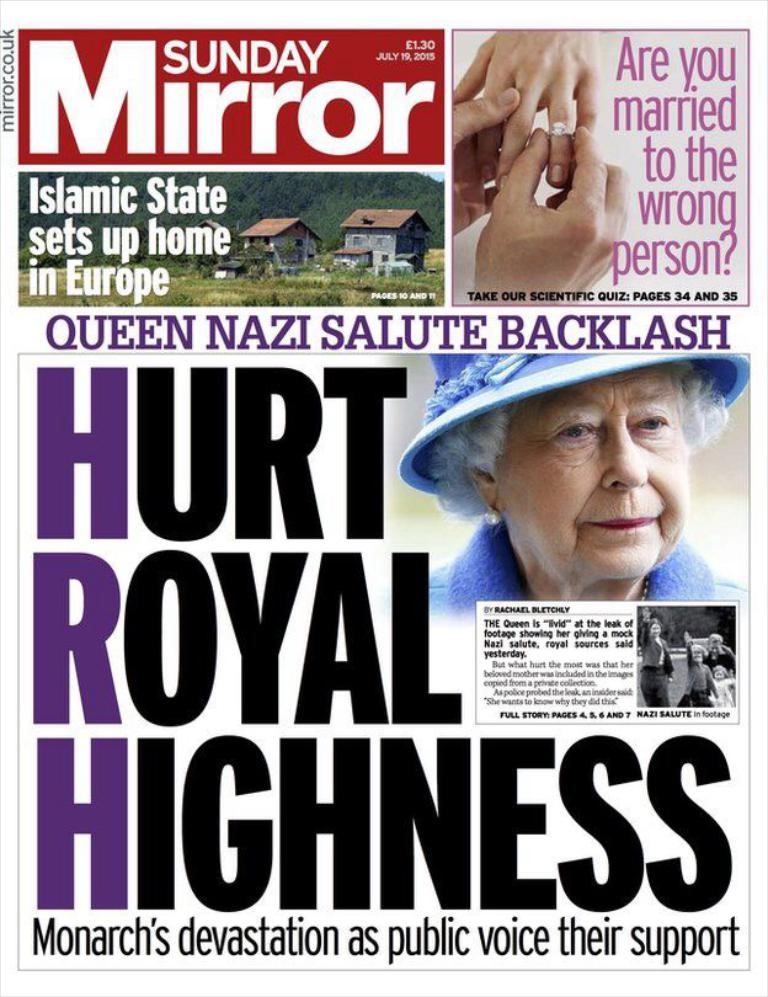 mirror.co.uk
SUNDAY
Mirror
£1.30
JULY 19, 2015
Islamic State
sets up home
in Europe
PAGES 10 AND 11
Are you
married
to the
wrong
person?
TAKE OUR SCIENTIFIC QUIZ: PAGES 34 AND 35
QUEEN NAZI SALUTE BACKLASH
HURT
ROYAL
HIGHNESS
BY RACHAEL BLETCHLY
THE Queen is "livid" at the leak of
footage showing her giving a mock
Nazi salute, royal sources said
yesterday.
But what hurt the most was that her
beloved mother was included in the images
copied from a private collection.
As police probed the leak, an insider said:
"She wants to know why they did this."
FULL STORY: PAGES 4, 5, 6 AND 7
NAZI SALUTE in footage
Monarch's devastation as public voice their support